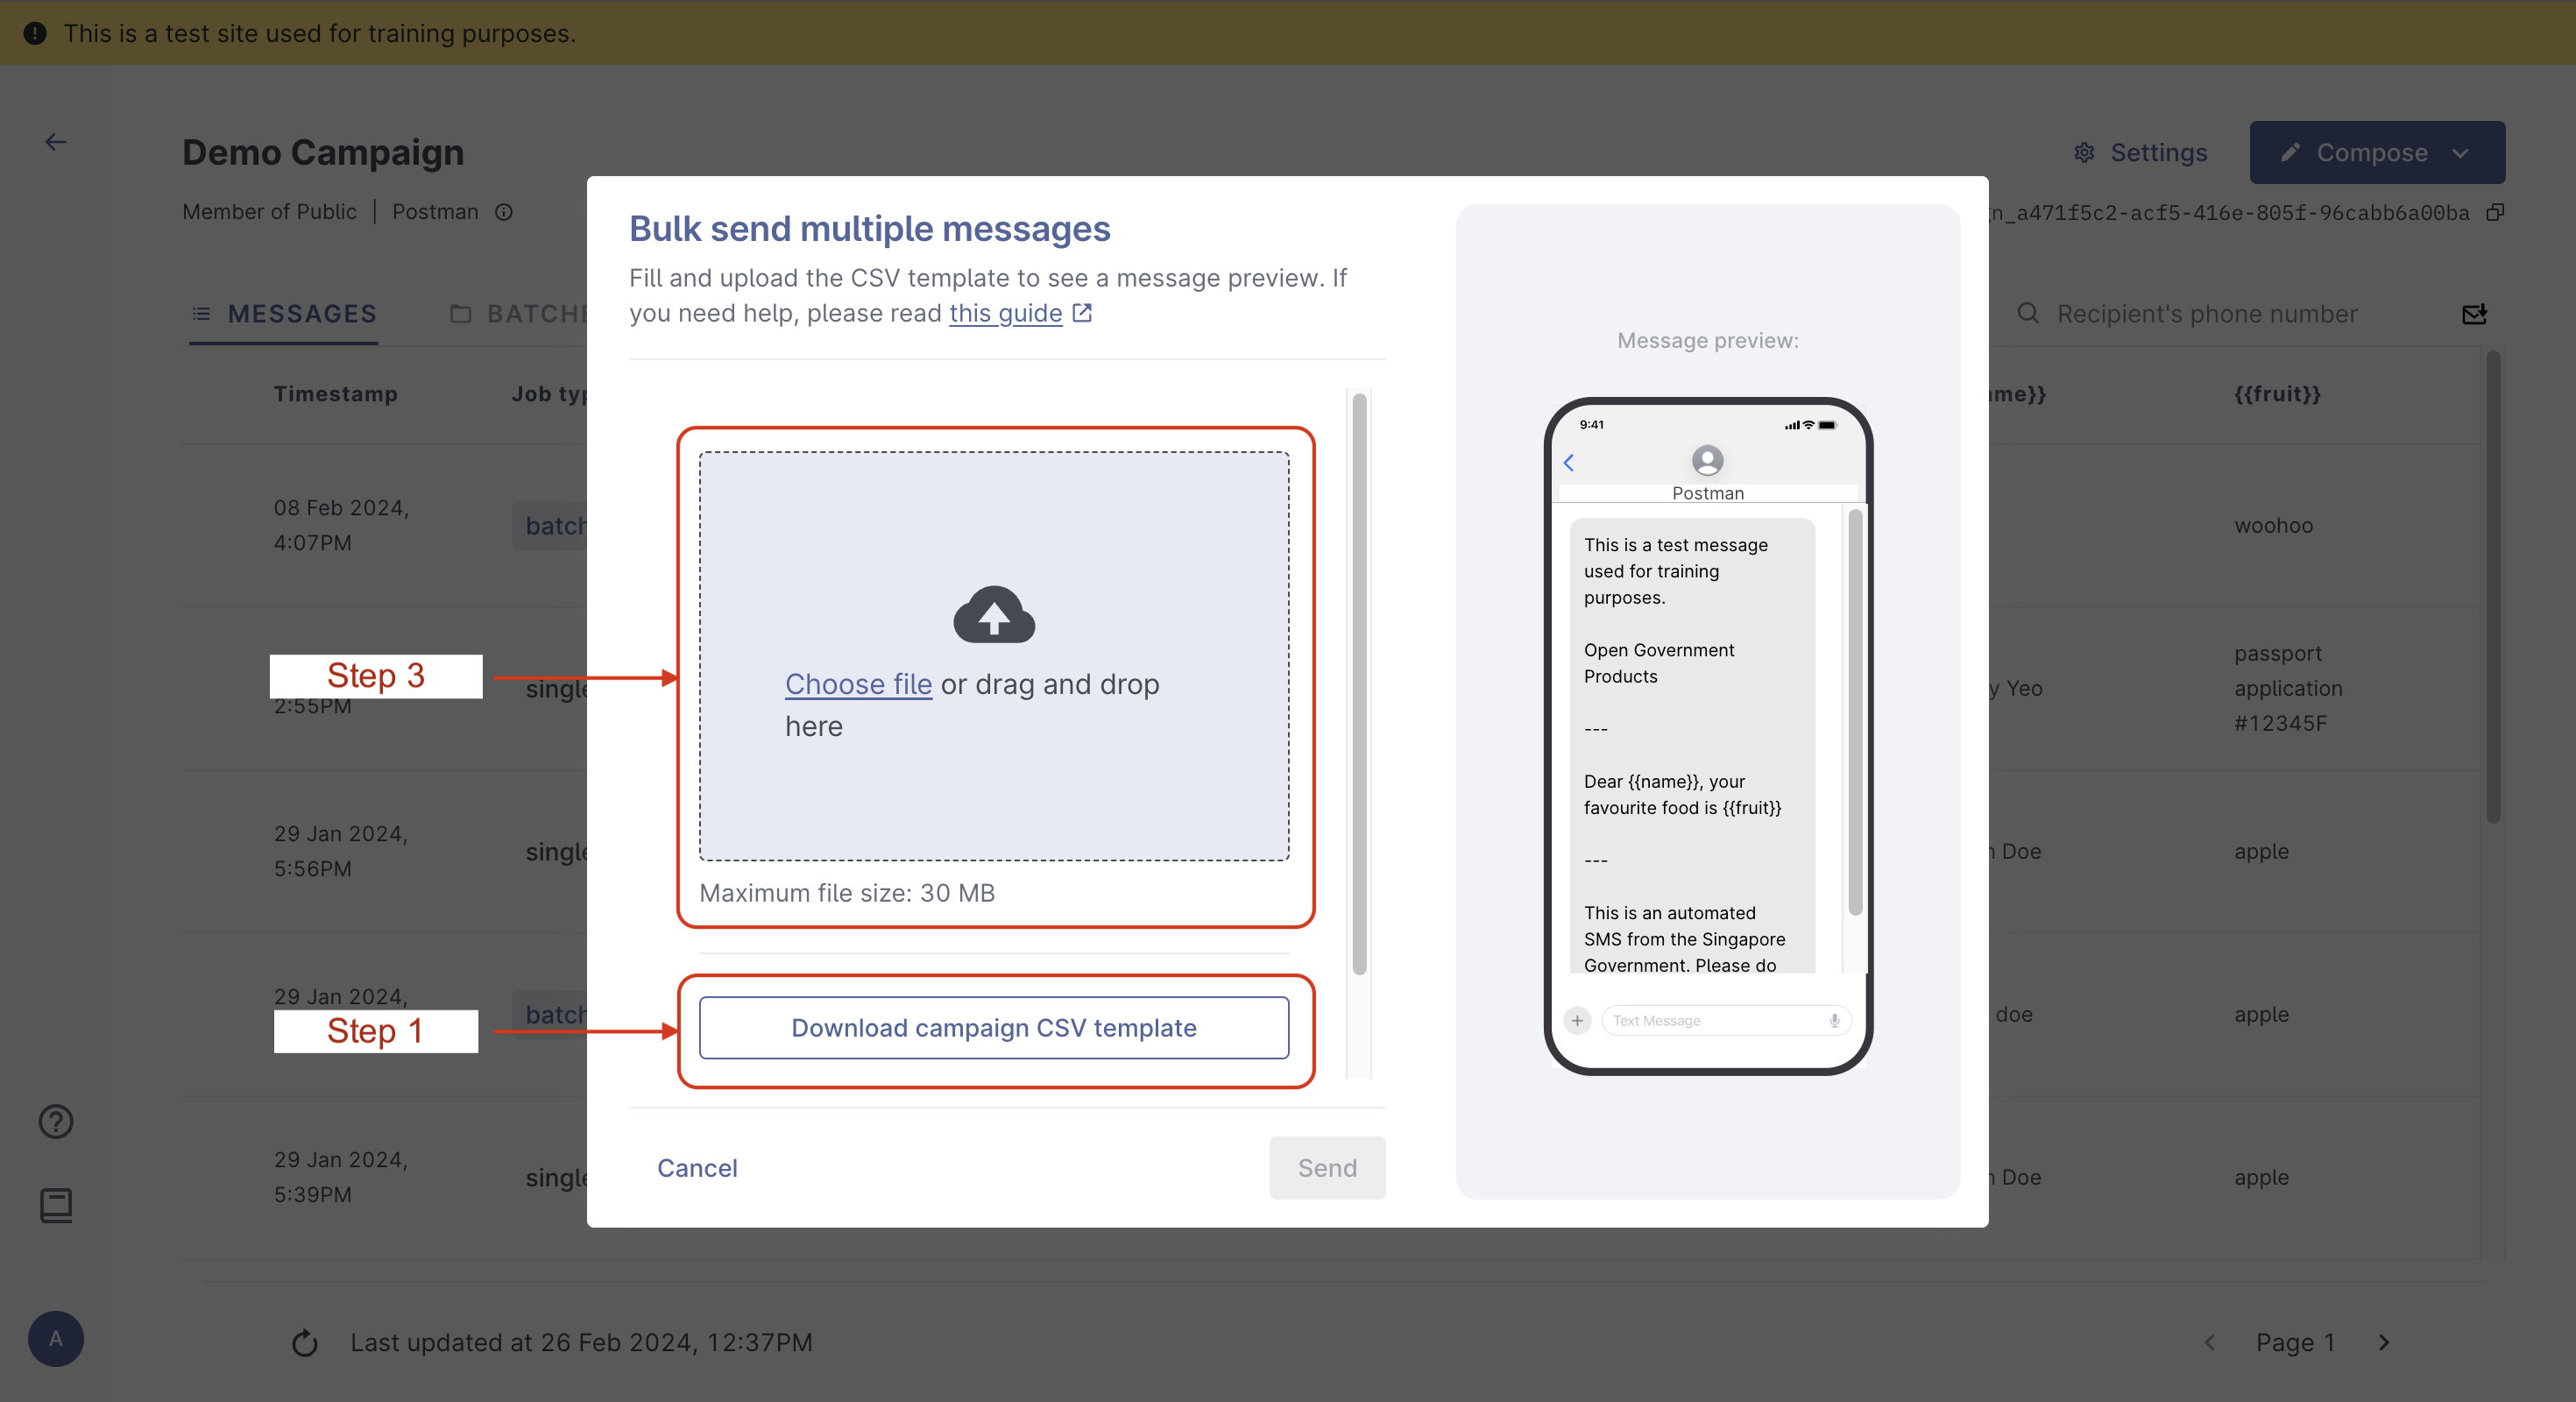 This is a test site used for training purposes.
Demo Campaign
Settings
Compose
Member of Public | Postman
n_a471f5c2-acf5-416e-805f-96cabb6a00ba
MESSAGES
BATCHE
Recipient's phone number
Timestamp
Job typ
me}}
{{fruit}}
08 Feb 2024,
4:07PM
batch
woohoo
2:55PM
single
y Yeo
passport
application
#12345F
29 Jan 2024,
5:56PM
single
n Doe
apple
29 Jan 2024,
batch
doe
apple
29 Jan 2024,
5:39PM
single
n Doe
apple
Step 3
Step 1
Bulk send multiple messages
Fill and upload the CSV template to see a message preview. If
you need help, please read this guide
Choose file or drag and drop
here
Maximum file size: 30 MB
Download campaign CSV template
Cancel
Send
Message preview:
9:41
Postman
This is a test message
used for training
purposes.
Open Government
Products
---
Dear {{name}}, your
favourite food is {{fruit}}
---
This is an automated
SMS from the Singapore
Government. Please do
Text Message
A
Last updated at 26 Feb 2024, 12:37PM
Page 1